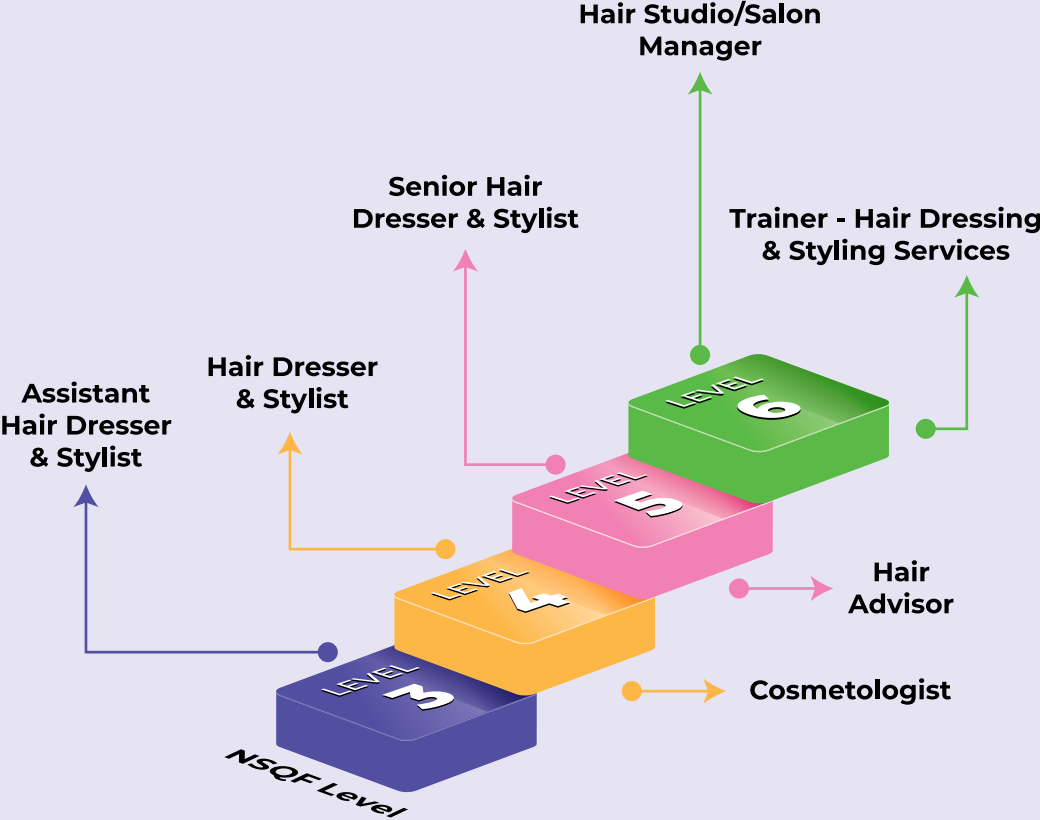 Hair Studio/Salon
Manager
Senior Hair
Dresser & Stylist
Trainer - Hair Dressing
& Styling Services
Hair Dresser
& Stylist
Assistant
Hair Dresser
& Stylist
LEVEL
6
LEVEL
5
Hair
Advisor
LEVEL
4
Cosmetologist
LEVEL
3
NSQF Level